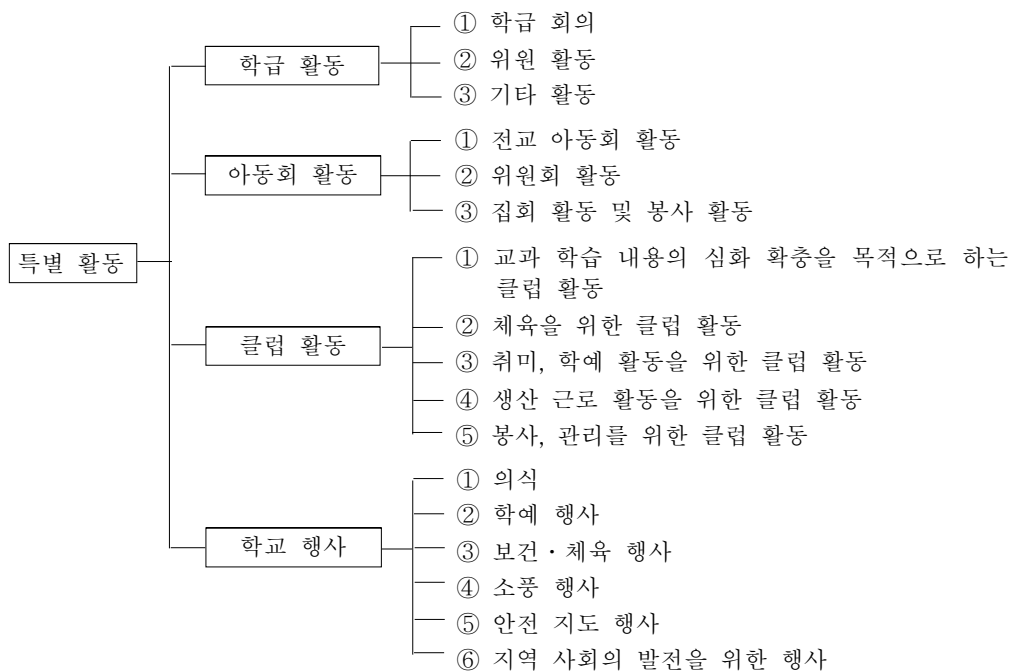 특별 활동
학급 활동
① 학급 회의
② 위원 활동
③ 기타 활동
아동회 활동
① 전교 아동회 활동
② 위원회 활동
③ 집회 활동 및 봉사 활동
클럽 활동
① 교과 학습 내용의 심화 확충을 목적으로 하는
클럽 활동
② 체육을 위한 클럽 활동
③ 취미, 학예 활동을 위한 클럽 활동
④ 생산 근로 활동을 위한 클럽 활동
⑤ 봉사, 관리를 위한 클럽 활동
학교 행사
① 의식
② 학예 행사
③ 보건·체육 행사
④ 소풍 행사
⑤ 안전 지도 행사
⑥ 지역 사회의 발전을 위한 행사